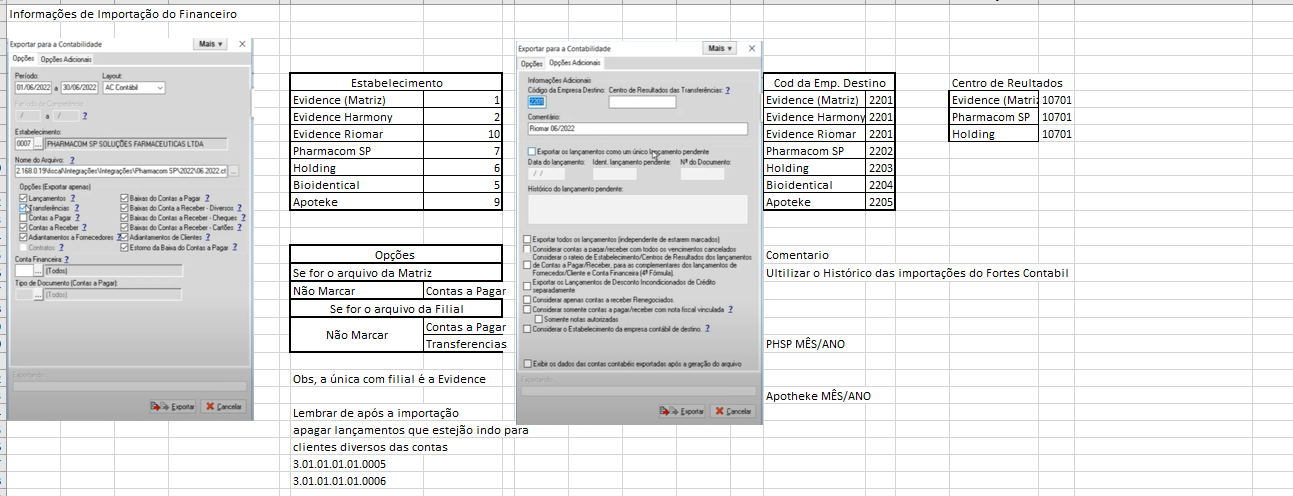 Informações de Importação do Financeiro
Exportar para a Contabilidade
Mais
Opções Opções Adicionais
Período: Layout:
01/06/2022 a 30/06/2022 AC Contábil
Período de Competência
/ a / ?
Estabelecimento:
0007 ... PHARMACOM SP SOLUÇÕES FARMACEUTICAS LTDA
Nome do Arquivo: ?
2.168.0.19\fiscal\Integrações\Integrações\Pharmacom SP\2022\06.2022.ct ...
Opções (Exportar apenas)
Lançamentos ? Baixas do Contas a Pagar ?
Transferências ? Baixas do Conta a Receber - Diversos ?
Contas a Pagar ? Baixas do Contas a Receber - Cheques ?
Contas a Receber ? Baixas do Contas a Receber - Cartões ?
Adiantamentos a Fornecedores ? Adiantamentos de Clientes ?
Contratos ? Estorno da Baixa do Contas a Pagar ?
Conta Financeira: ?
... (Todos)
Tipo de Documento (Contas a Pagar):
... (Todos)
Exportando...
Exportar Cancelar
Estabelecimento
Evidence (Matriz) 1
Evidence Harmony 2
Evidence Riomar 10
Pharmacom SP 7
Holding 6
Bioidentical 5
Apoteke 9
Opções
Se for o arquivo da Matriz
Não Marcar Contas a Pagar
Se for o arquivo da Filial
Não Marcar Contas a Pagar
Transferencias
Obs, a única com filial é a Evidence
Lembrar de após a importação
apagar lançamentos que estejão indo para
clientes diversos das contas
3.01.01.01.01.0005
3.01.01.01.01.0006
Exportar para a Contabilidade
Mais
Opções Opções Adicionais
Informações Adicionais
Código da Empresa Destino: Centro de Resultados das Transferências: ?
2201
Comentário:
Riomar 06/2022
Exportar os lançamentos como um único lançamento pendente
Data do lançamento: Ident. lançamento pendente: Nº do Documento:
/ /
Histórico do lançamento pendente:
Exportar todos os lançamentos (independente de estarem marcados)
Considerar contas a pagar/receber com todos os vencimentos cancelados
Considerar o rateio de Estabelecimento/Centros de Resultados dos lançamentos
de Contas a Pagar/Receber, para as complementares dos lançamentos de
Fornecedor/Cliente e Conta Financeira (4ª Fórmula).
Exportar os Lançamentos de Desconto Incondicionados de Crédito
separadamente
Considerar apenas contas a receber Renegociados.
Considerar somente contas a pagar/receber com nota fiscal vinculada ?
Somente notas autorizadas
Considerar o Estabelecimento da empresa contábil de destino. ?
Exibir os dados das contas contabéis exportadas após a geração do arquivo
Exportando...
Exportar Cancelar
Cod da Emp. Destino
Evidence (Matriz) 2201
Evidence Harmony 2201
Evidence Riomar 2201
Pharmacom SP 2202
Holding 2203
Bioidentical 2204
Apoteke 2205
Comentario
Ultilizar o Histórico das importações do Fortes Contabil
PHSP MÊS/ANO
Apotheke MÊS/ANO
Centro de Reultados
Evidence (Matriz 10701
Pharmacom SP 10701
Holding 10701